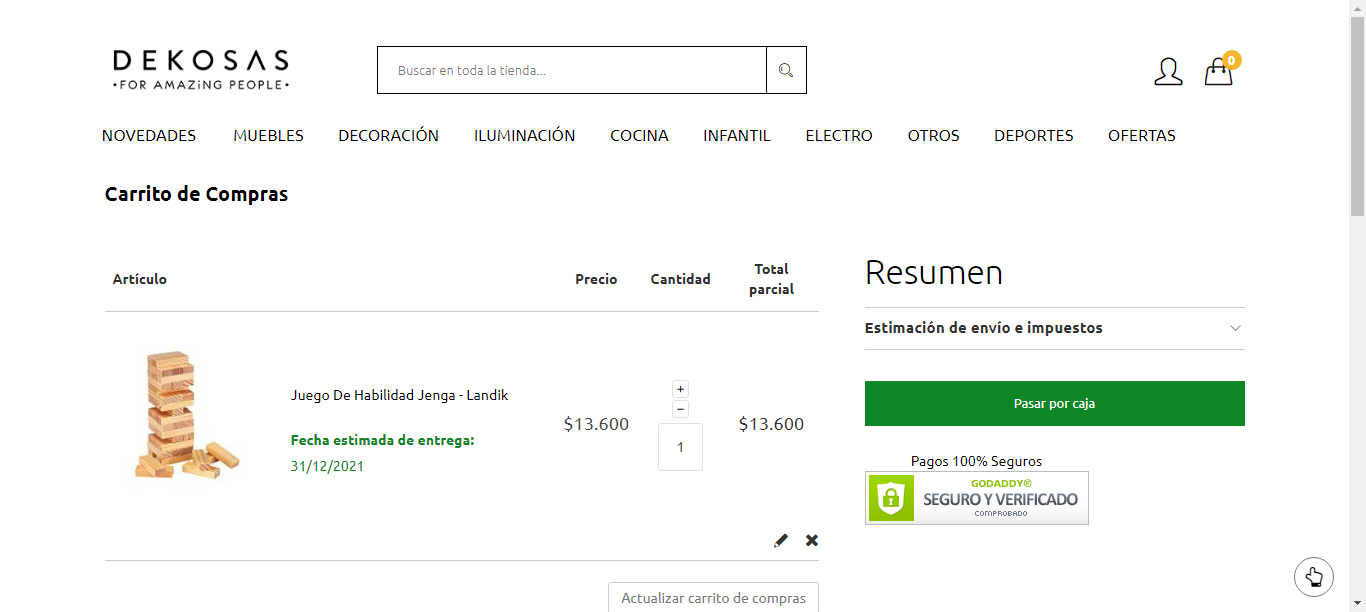 DEKOSAS
•FOR AMAZiNG PEOPLE•
Buscar en toda la tienda...
0
NOVEDADES MUEBLES DECORACIÓN ILUMINACIÓN COCINA INFANTIL ELECTRO OTROS DEPORTES OFERTAS
Carrito de Compras
Artículo Precio Cantidad Total parcial
Juego De Habilidad Jenga - Landik
Fecha estimada de entrega:
31/12/2021
$13.600
+
−
1
$13.600
Actualizar carrito de compras
Resumen
Estimación de envío e impuestos
Pasar por caja
Pagos 100% Seguros
GODADDY®
SEGURO Y VERIFICADO
COMPROBADO